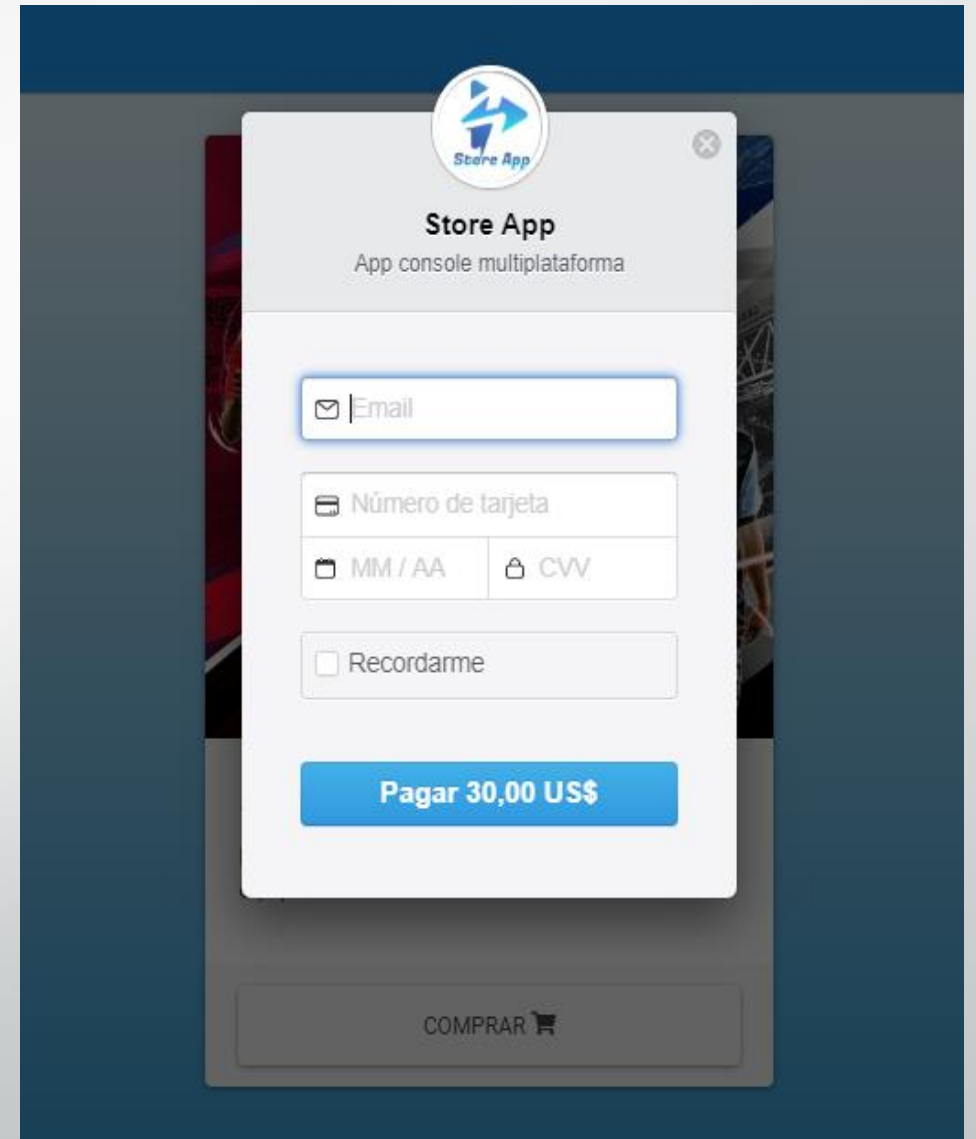 Store App
Store App
App console multiplataforma
Email
Número de tarjeta
MM / AA
CVV
Recordarme
Pagar 30,00 US$
COMPRAR